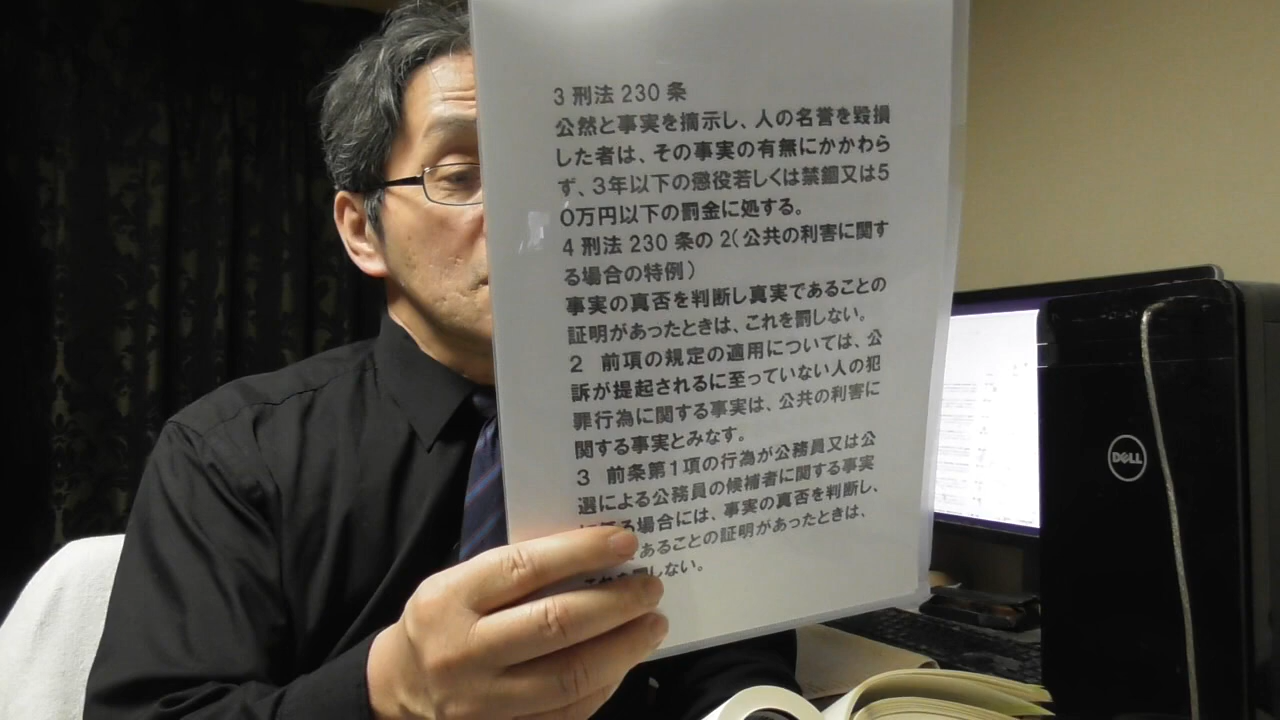 3 刑法 230 条
公然と事実を摘示し、人の名誉を毀損
した者は、その事実の有無にかかわら
ず、3年以下の懲役若しくは禁錮又は5
0万円以下の罰金に処する。
4 刑法 230 条の 2(公共の利害に関す
る場合の特例)
事実の真否を判断し真実であることの
証明があったときは、これを罰しない。
2 前項の規定の適用については、公
訴が提起されるに至っていない人の犯
罪行為に関する事実は、公共の利害に
関する事実とみなす。
3 前条第1項の行為が公務員又は公
選による公務員の候補者に関する事実
る場合には、事実の真否を判断し、
であることの証明があったときは、
しない。
DELL